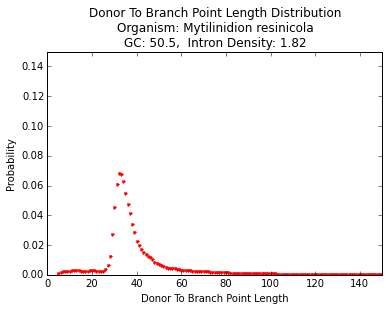 Donor To Branch Point Length Distribution
Organism: Mytilinidion resinicola
GC: 50.5,  Intron Density: 1.82
0.14
0.12
0.10
0.08
0.06
0.04
0.02
0.00
Probability
0 20 40 60 80 100 120 140
Donor To Branch Point Length